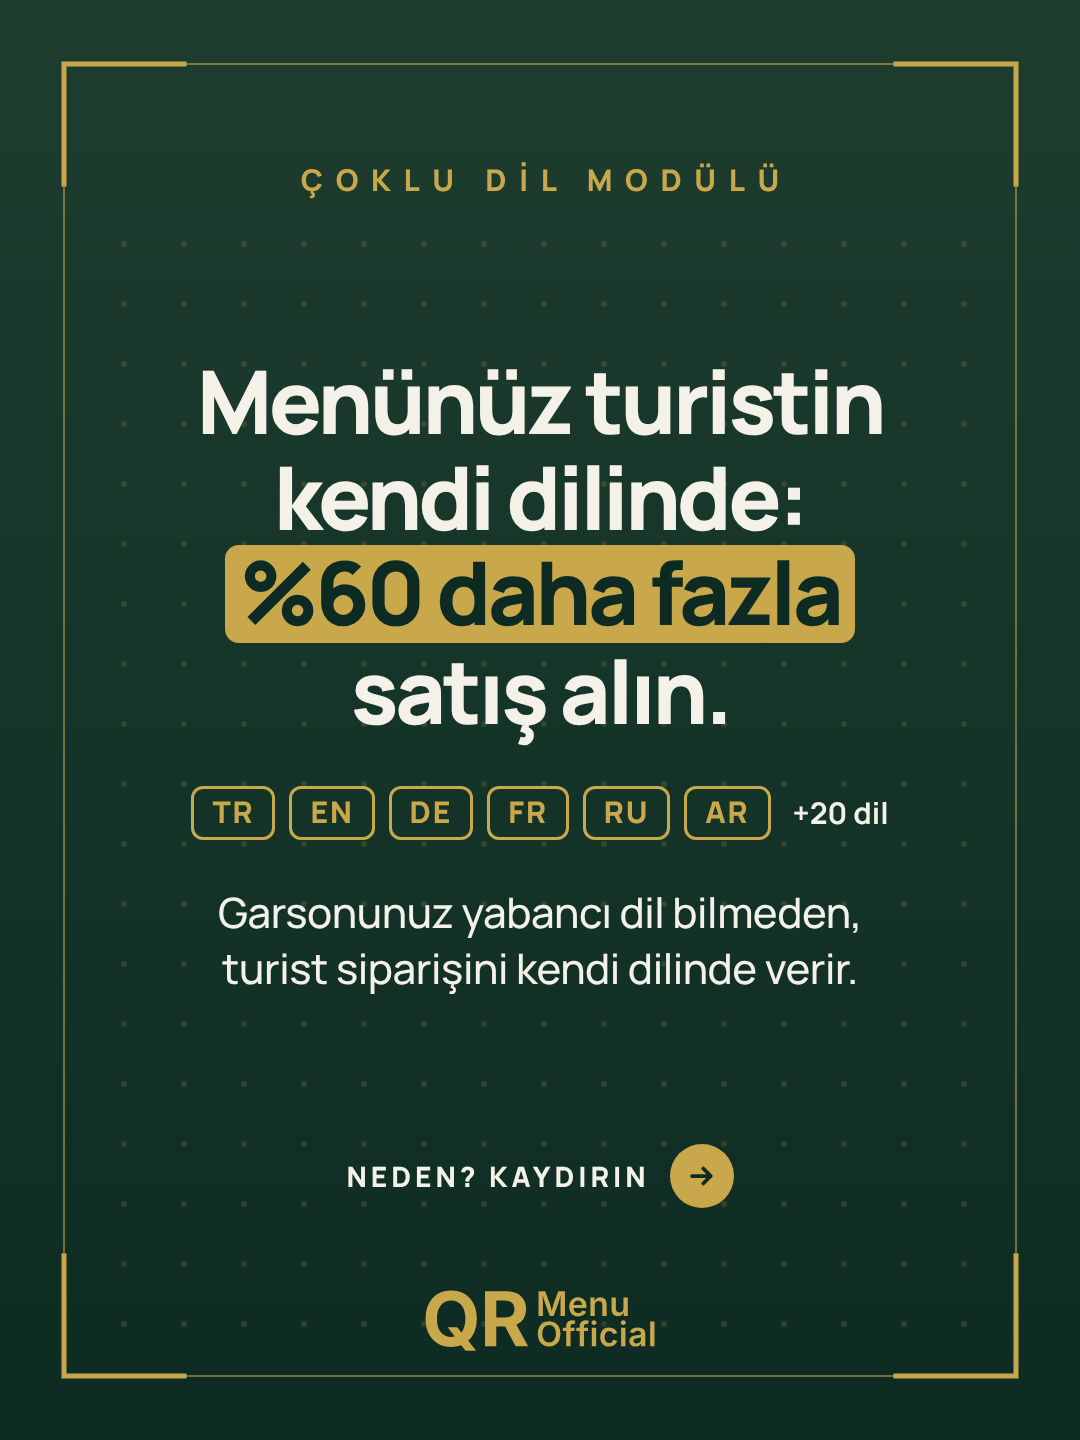 ÇOKLU DİL MODÜLÜ
Menünüz turistin
kendi dilinde:
%60 daha fazla
satış alın.
TR EN DE FR RU AR +20 dil
Garsonunuz yabancı dil bilmeden,
turist siparişini kendi dilinde verir.
NEDEN? KAYDIRIN →
QR Menu
Official